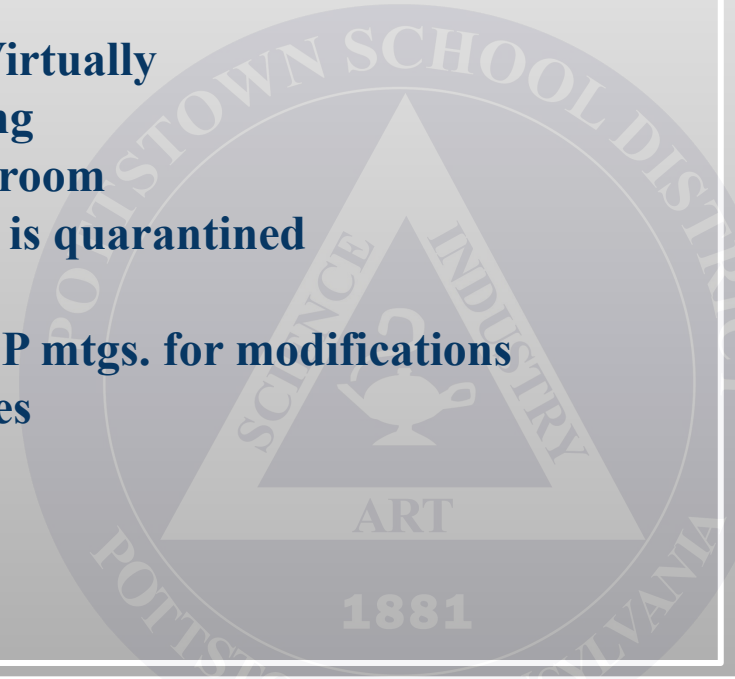 Virtually
ng
room
is quarantined
P mtgs. for modifications
es
POTTSTOWN SCHOOL DISTRICT
SCIENCE
INDUSTRY
ART
1881